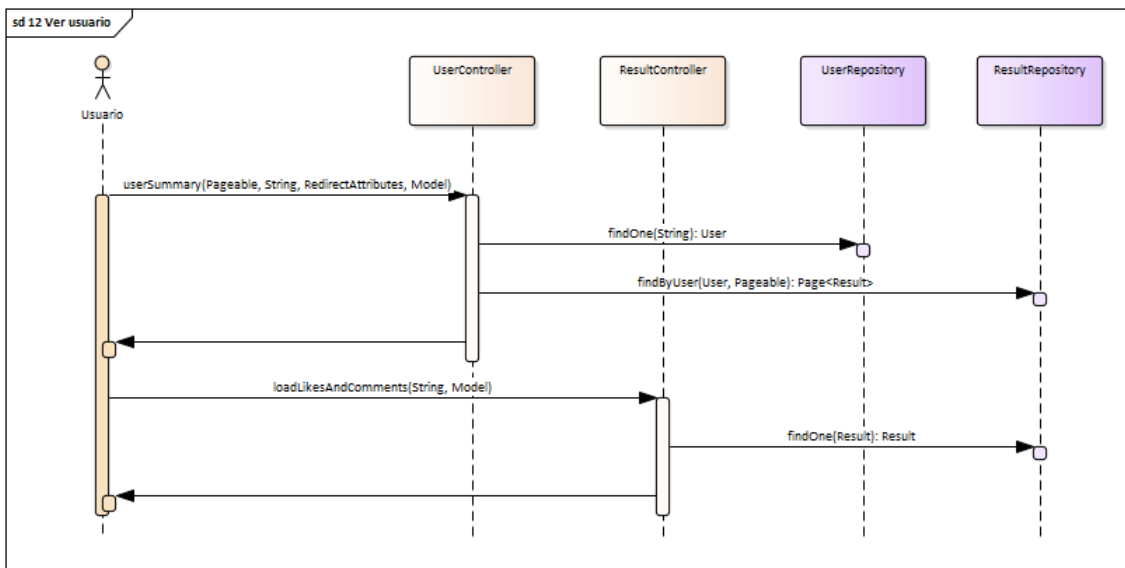 sd 12 Ver usuario
UserController
ResultController
UserRepository
ResultRepository
Usuario
userSummary(Pageable, String, RedirectAttributes, Model)
findOne(String): User
findByUser(User, Pageable): Page<Result>
loadLikesAndComments(String, Model)
findOne(Result): Result